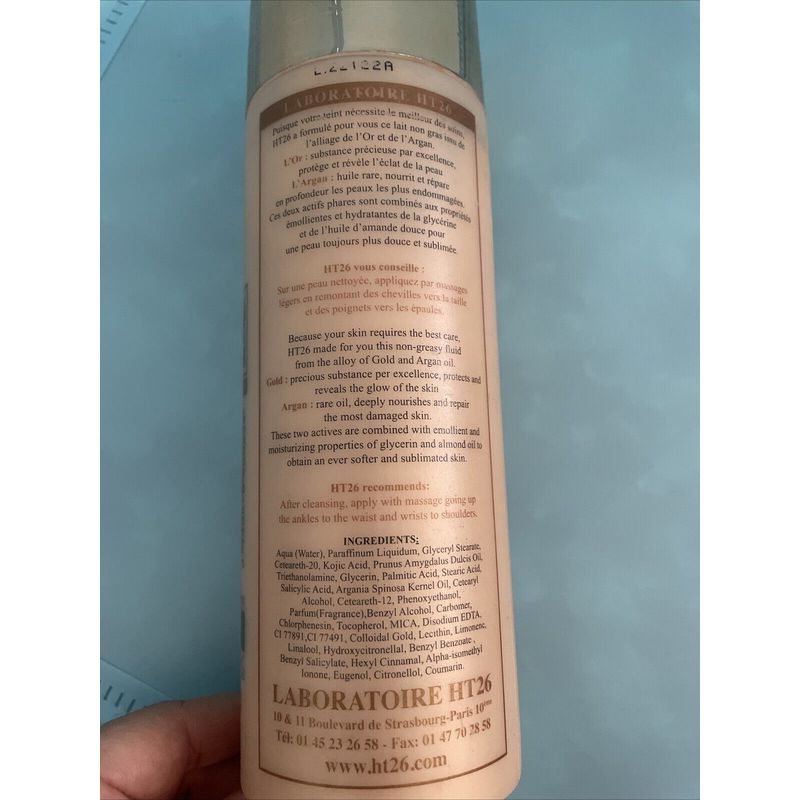 LABORATOIRE HT26
Puisque votre teint nécessite le meilleur des soins,
HT26 a formulé pour vous ce lait non gras issu de
l'alliage de l'Or et de l'Argan.
L'Or : substance précieuse par excellence,
protège et révèle l'éclat de la peau
L'Argan : huile rare, nourrit et répare
en profondeur les peaux les plus endommagées.
Ces deux actifs phares sont combinés aux propriétés
émollientes et hydratantes de la glycérine
et de l'huile d'amande douce pour
une peau toujours plus douce et sublimée.
HT26 vous conseille :
Sur une peau nettoyée, appliquez par massages
légers en remontant des chevilles vers la taille
et des poignets vers les épaules.
Because your skin requires the best care,
HT26 made for you this non-greasy fluid
from the alloy of Gold and Argan oil.
Gold : precious substance per excellence, protects and
reveals the glow of the skin
Argan : rare oil, deeply nourishes and repair
the most damaged skin.
These two actives are combined with emollient and
moisturizing properties of glycerin and almond oil to
obtain an ever softer and sublimated skin.
HT26 recommends:
After cleansing, apply with massage going up
the ankles to the waist and wrists to shoulders.
INGREDIENTS:
Aqua (Water), Paraffinum Liquidum, Glyceryl Stearate,
Ceteareth-20, Kojic Acid, Prunus Amygdalus Dulcis Oil,
Triethanolamine, Glycerin, Palmitic Acid, Stearic Acid,
Salicylic Acid, Argania Spinosa Kernel Oil, Cetearyl
Alcohol, Ceteareth-12, Phenoxyethanol,
Parfum(Fragrance),Benzyl Alcohol, Carbomer,
Chlorphenesin, Tocopherol, MICA, Disodium EDTA,
CI 77891,CI 77491, Colloidal Gold, Lecithin, Limonene,
Linalool, Hydroxycitronellal, Benzyl Benzoate ,
Benzyl Salicylate, Hexyl Cinnamal, Alpha-isomethyl
Ionone, Eugenol, Citronellol, Coumarin.
LABORATOIRE HT26
10 & 11 Boulevard de Strasbourg-Paris 10ème
Tél: 01 45 23 26 58 - Fax: 01 47 70 28 58
www.ht26.com